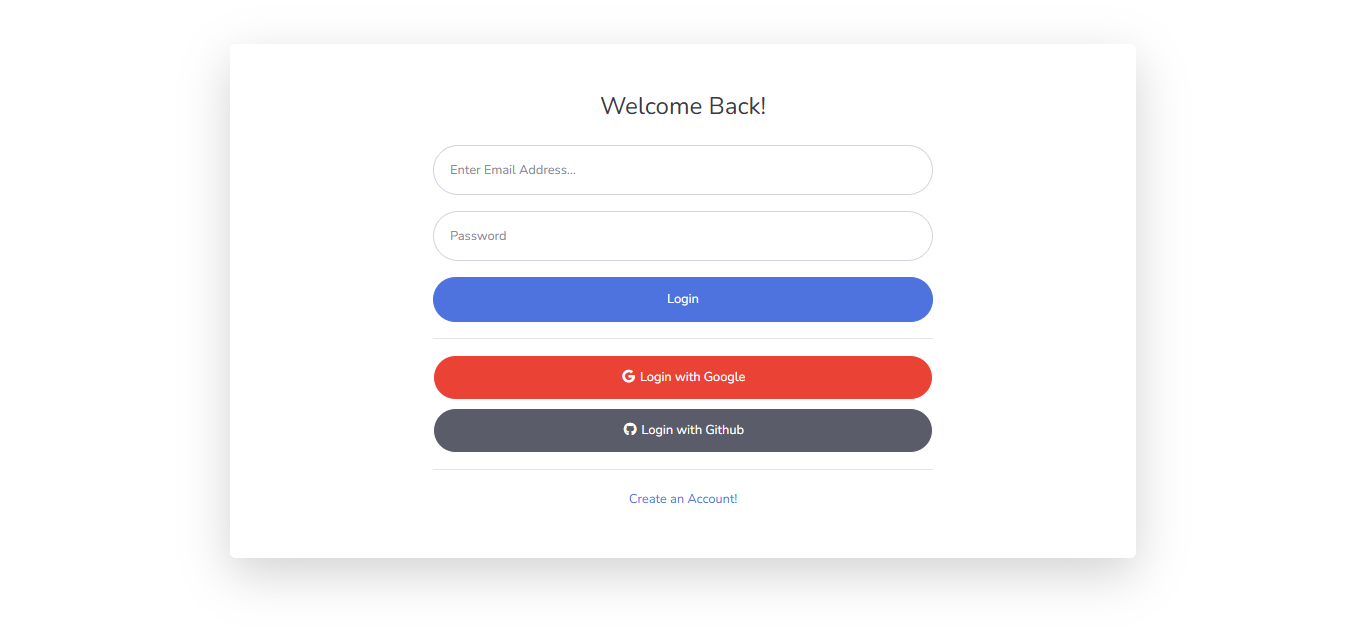 Welcome Back!
Enter Email Address...
Password
Login
Login with Google
Login with Github
Create an Account!